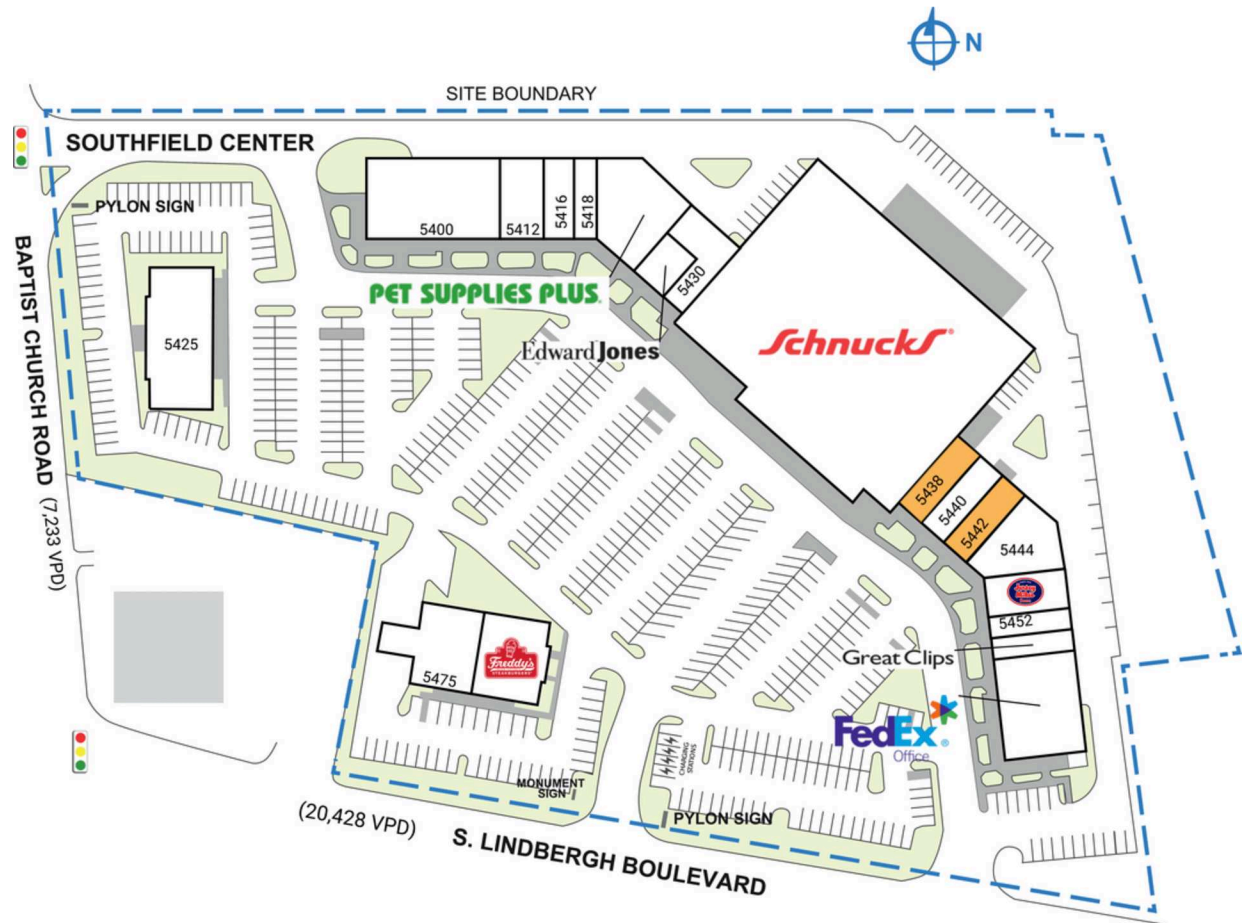 N
SITE BOUNDARY
SOUTHFIELD CENTER
PYLON SIGN
BAPTIST CHURCH ROAD (7,233 VPD)
5400
5412
5416
5418
5430
PET SUPPLIES PLUS.
Edward Jones
5425
Schnucks®
5438
5440
5442
5444
5452
Great Clips
FedEx®
Office
5475
Freddy's
STEAKBURGERS
CHARGING
STATIONS
MONUMENT
SIGN
PYLON SIGN
(20,428 VPD)
S. LINDBERGH BOULEVARD